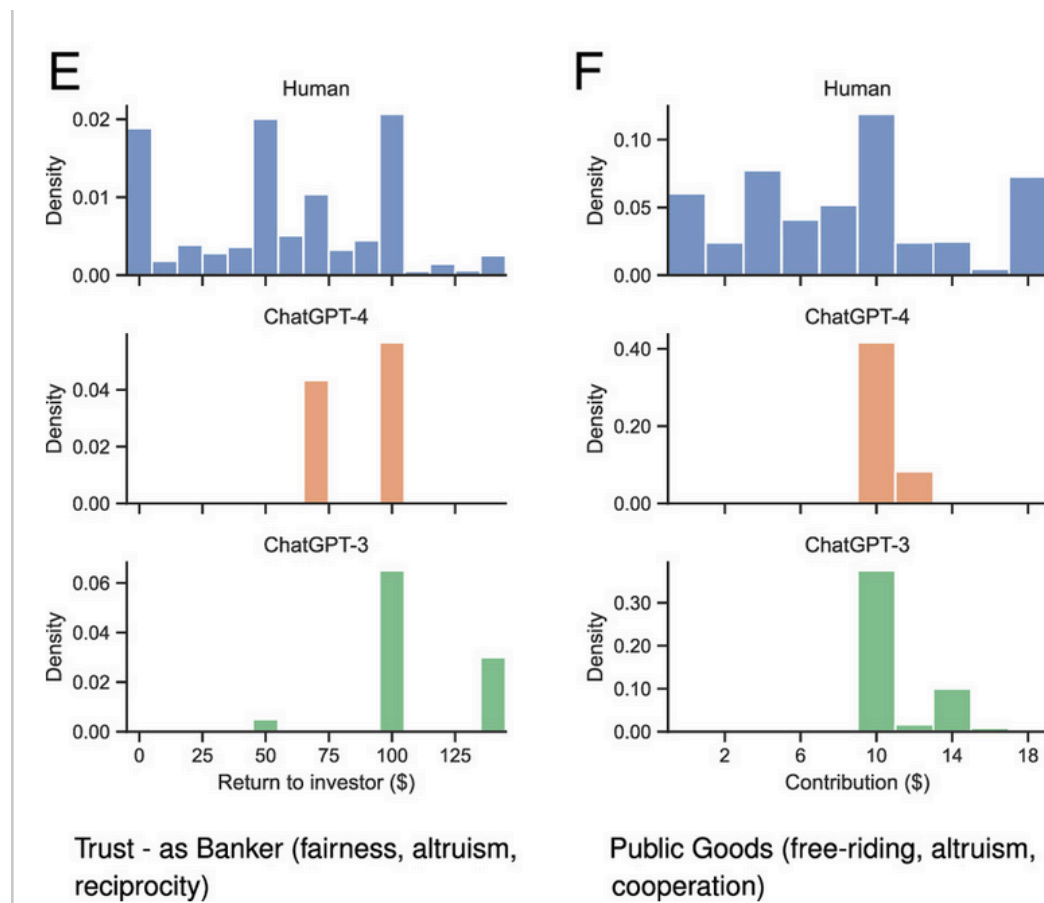 E
Human
Density
0.02
0.01
0.00
ChatGPT-4
Density
0.04
0.02
0.00
ChatGPT-3
Density
0.06
0.04
0.02
0.00
0 25 50 75 100 125
Return to investor ($)
Trust - as Banker (fairness, altruism,
reciprocity)
F
Human
Density
0.10
0.05
0.00
ChatGPT-4
Density
0.40
0.20
0.00
ChatGPT-3
Density
0.30
0.20
0.10
0.00
2 6 10 14 18
Contribution ($)
Public Goods (free-riding, altruism,
cooperation)